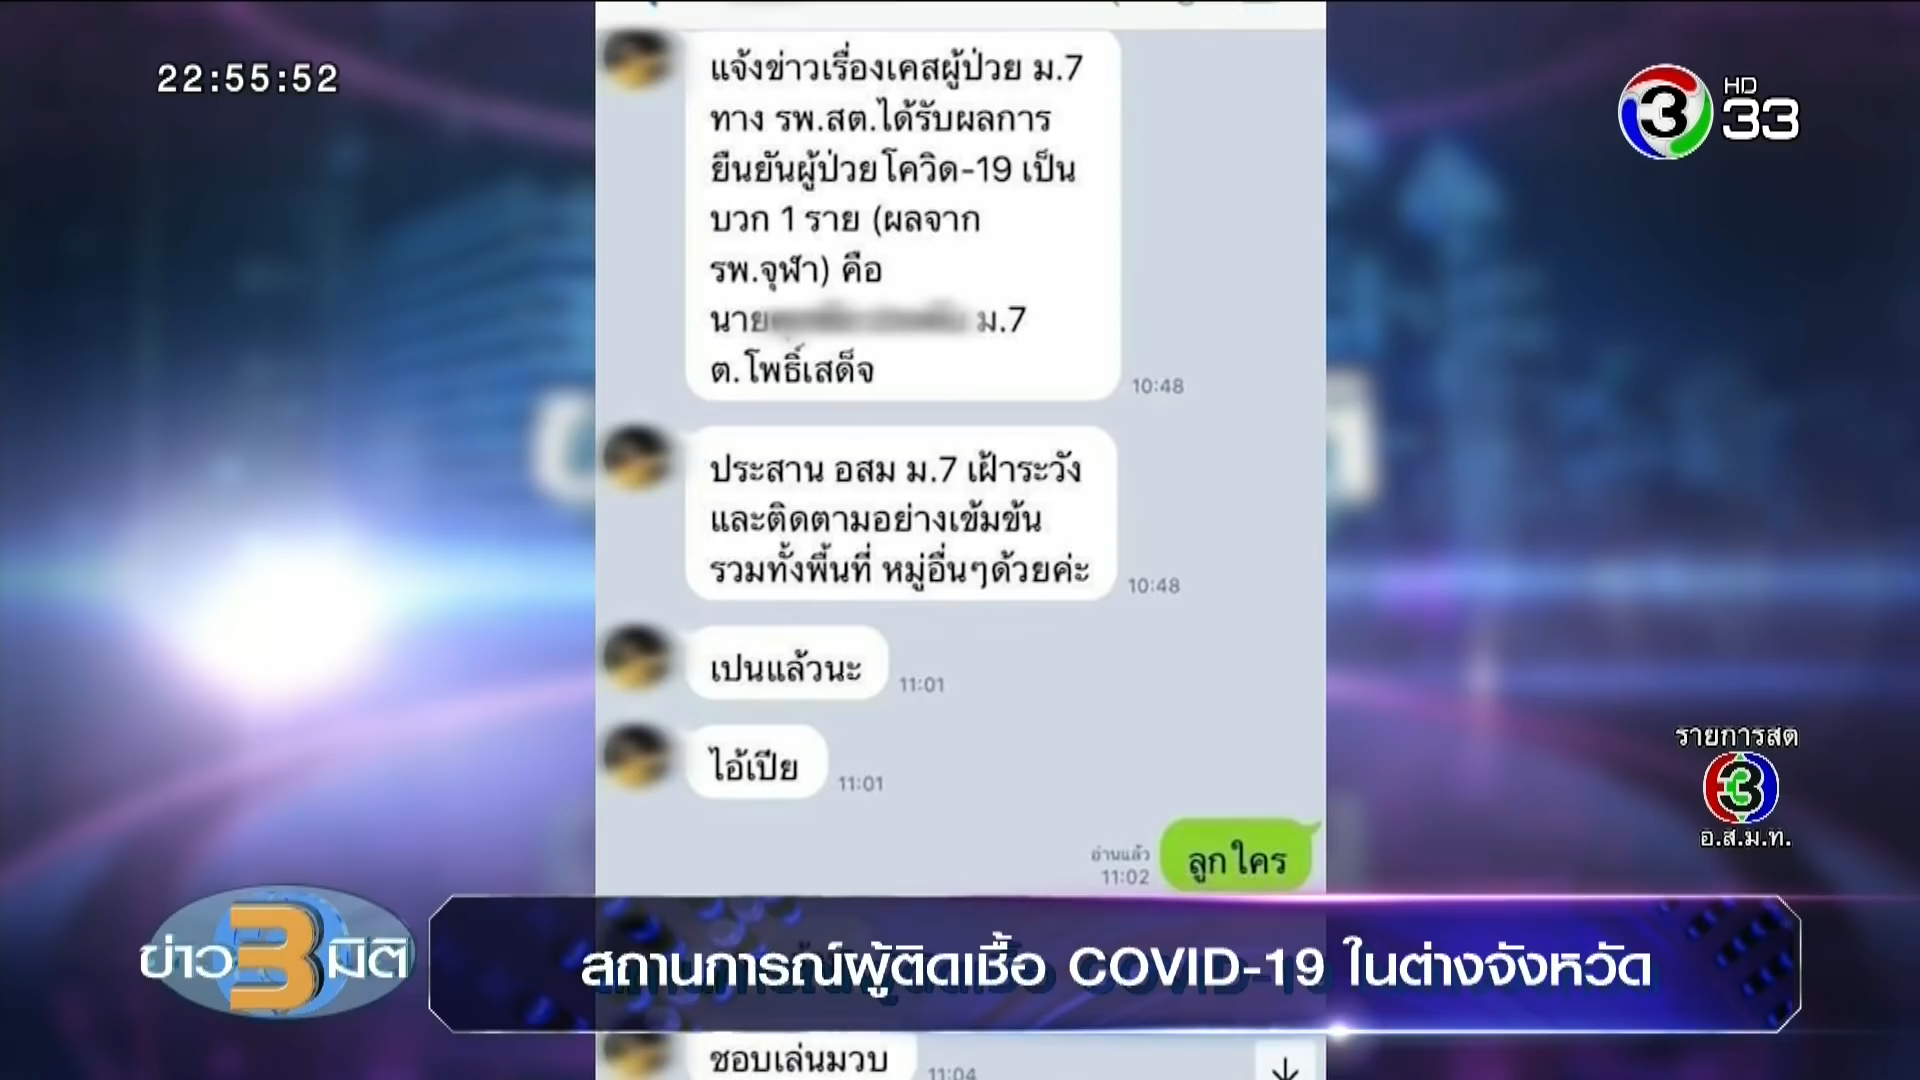 22:55:52
3 HD
33
แจ้งข่าวเรื่องเคสผู้ป่วย ม.7
ทาง รพ.สต.ได้รับผลการ
ยืนยันผู้ป่วยโควิด-19 เป็น
บวก 1 ราย (ผลจาก
รพ.จุฬา) คือ
นาย ม.7
ต.โพธิ์เสด็จ
10:48
ประสาน อสม ม.7 เฝ้าระวัง
และติดตามอย่างเข้มข้น
รวมทั้งพื้นที่ หมู่อื่นๆด้วยค่ะ
10:48
เปนแล้วนะ
11:01
ไอ้เปีย
11:01
อ่านแล้ว
11:02
ลูกใคร
รายการสด
3
อ.ส.ม.ท.
ข่าว3มิติ
สถานการณ์ผู้ติดเชื้อ COVID-19 ในต่างจังหวัด
ชอบเล่นมวบ
11:04